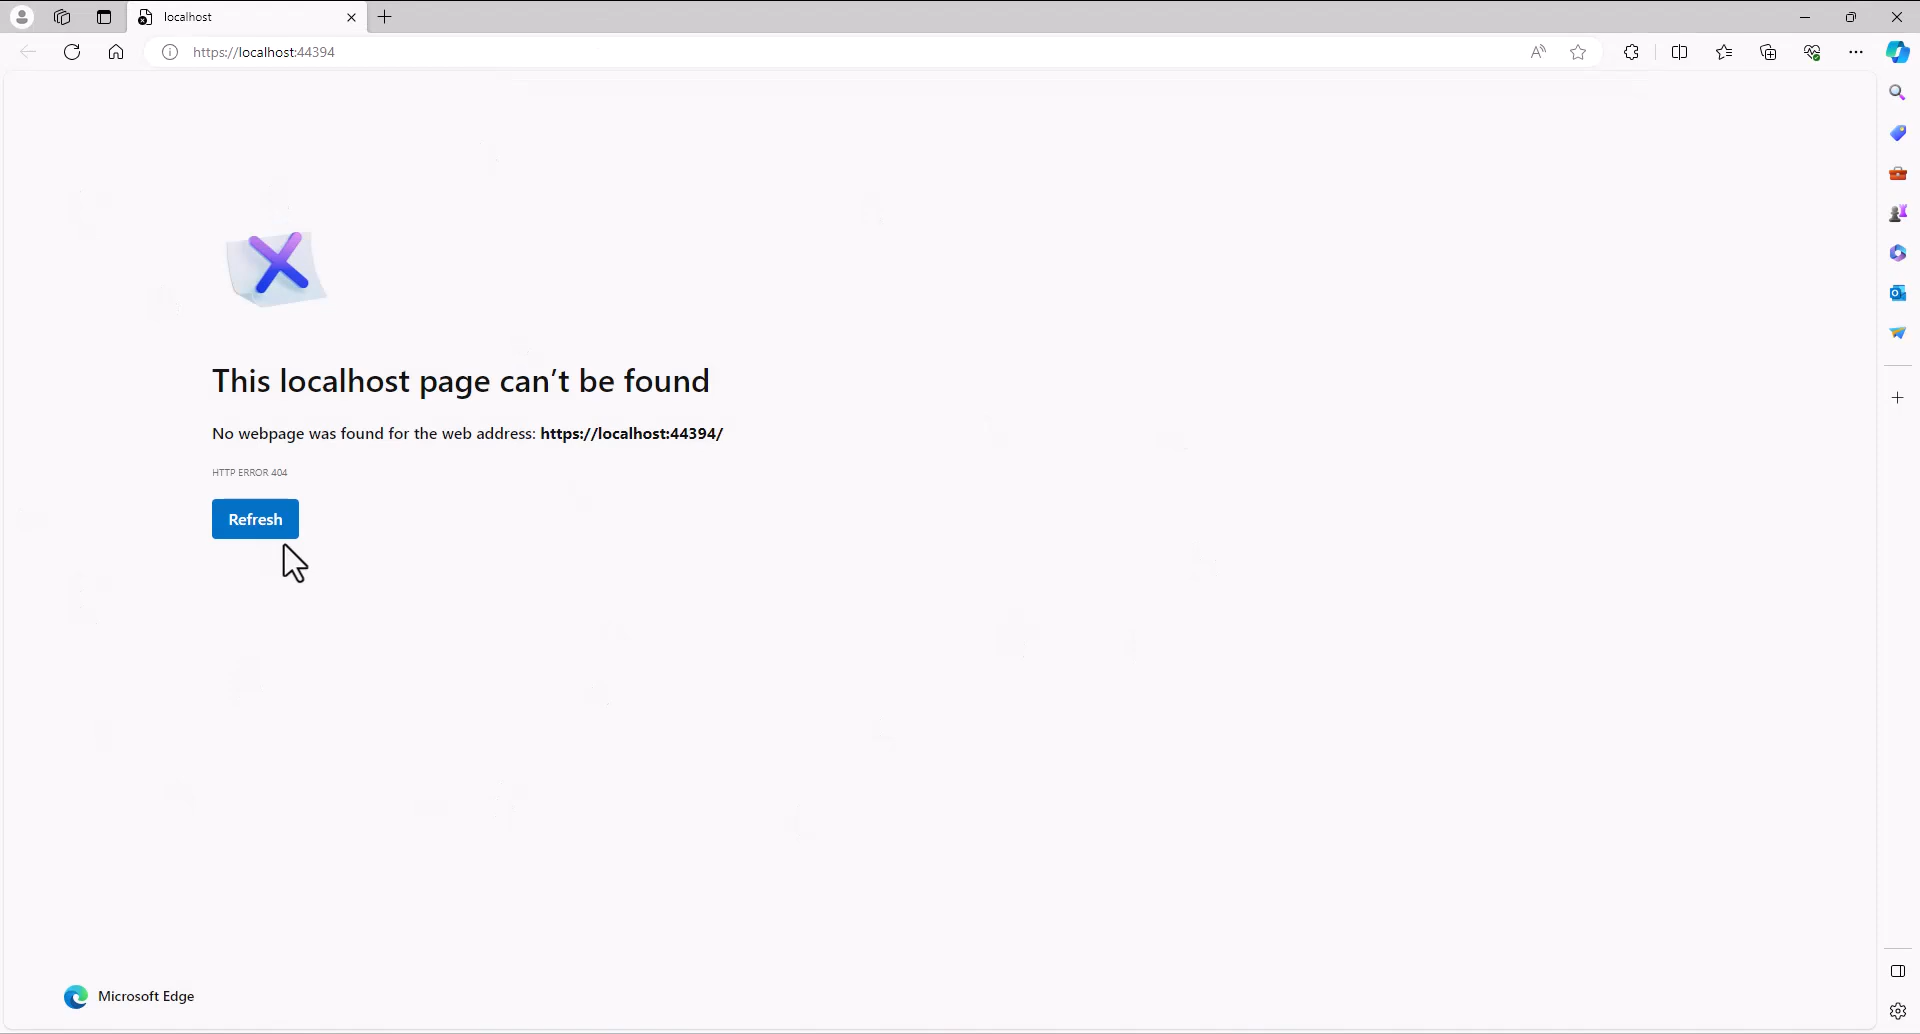 localhost
https://localhost:44394
This localhost page can’t be found
No webpage was found for the web address: https://localhost:44394/
HTTP ERROR 404
Refresh
Microsoft Edge